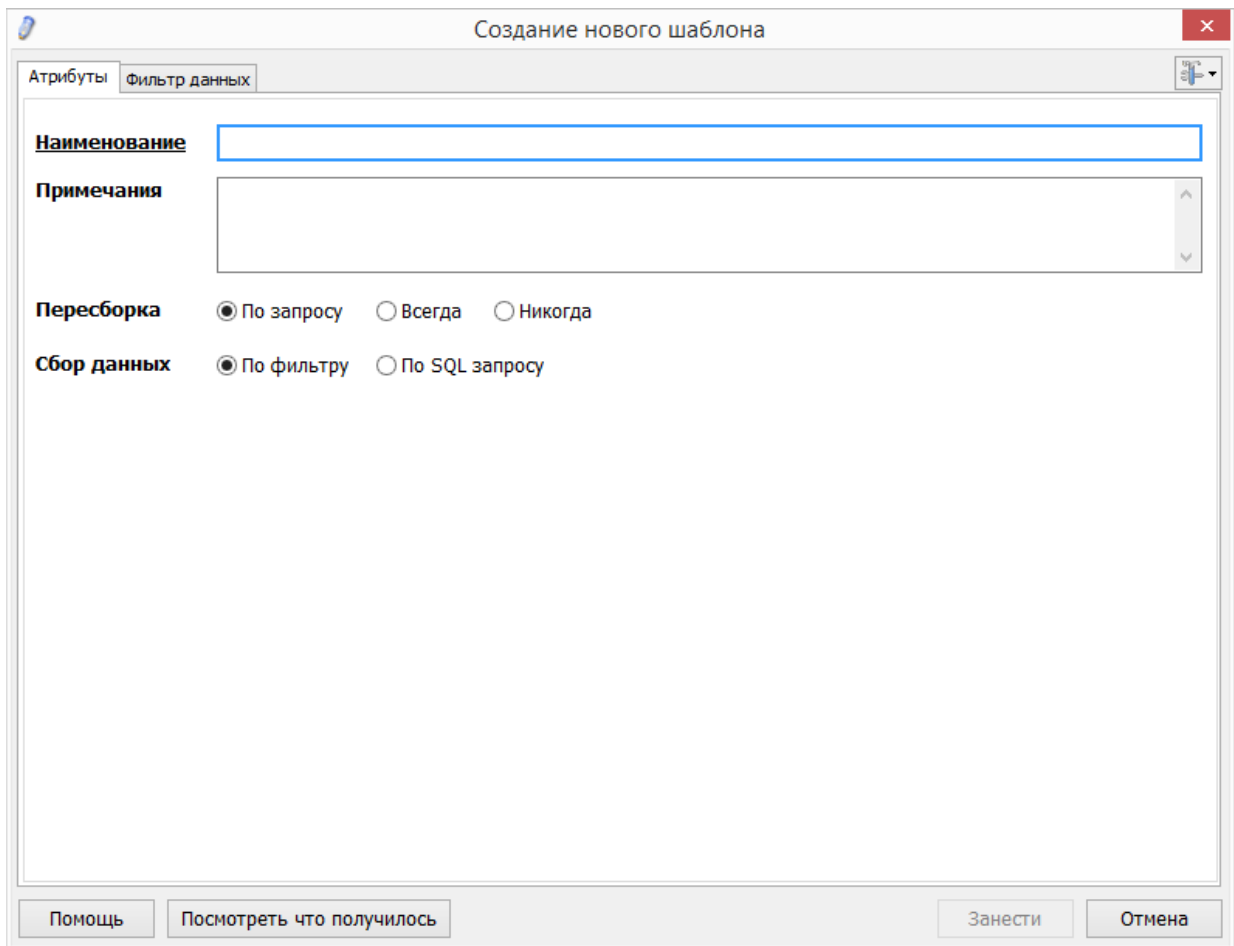 Создание нового шаблона
Атрибуты Фильтр данных
Наименование
Примечания
Пересборка По запросу Всегда Никогда
Сбор данных По фильтру По SQL запросу
Помощь Посмотреть что получилось Занести Отмена